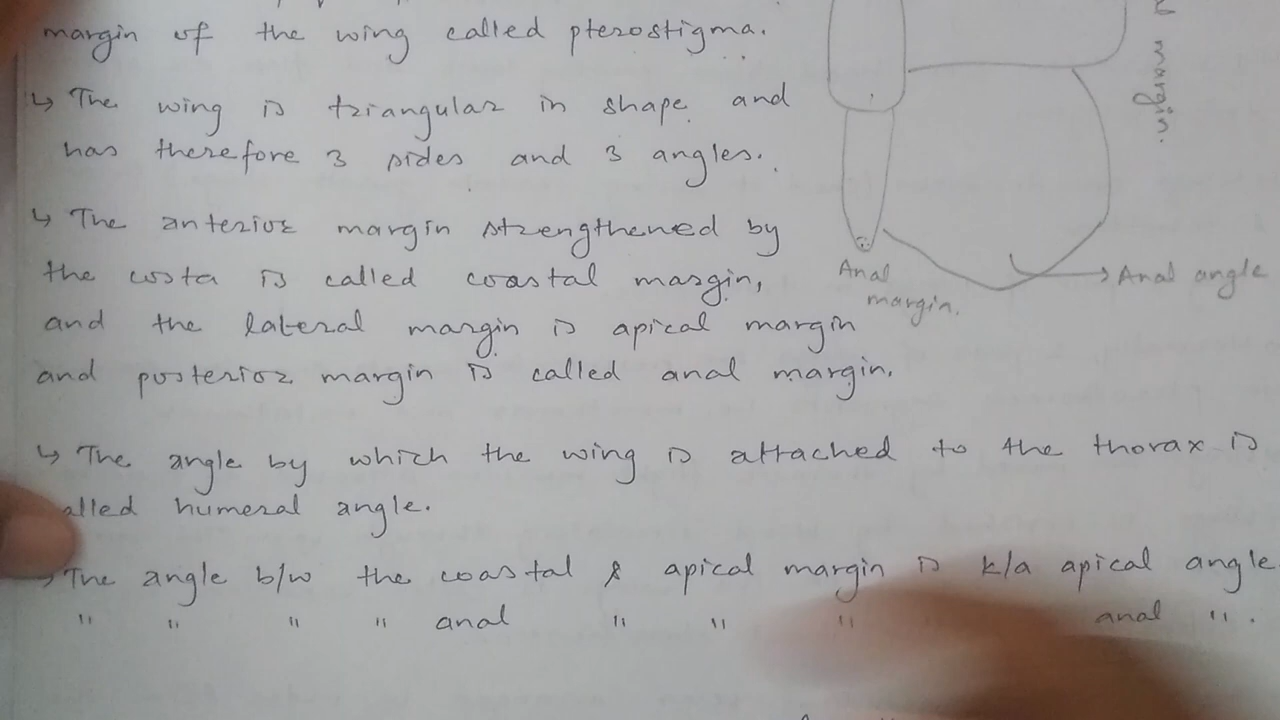 margin of the wing called pterostigma.
↳ The wing is triangular in shape and
has therefore 3 sides and 3 angles.
↳ The anterior margin strengthened by
the costa is called coastal margin,
and the lateral margin is apical margin
and posterior margin is called anal margin.
↳ The angle by which the wing is attached to the thorax is
alled humeral angle.
The angle b/w the coastal & apical margin is k/a apical angle
" " " " anal " " " anal ".
margin.
Anal
margin.
Anal angle